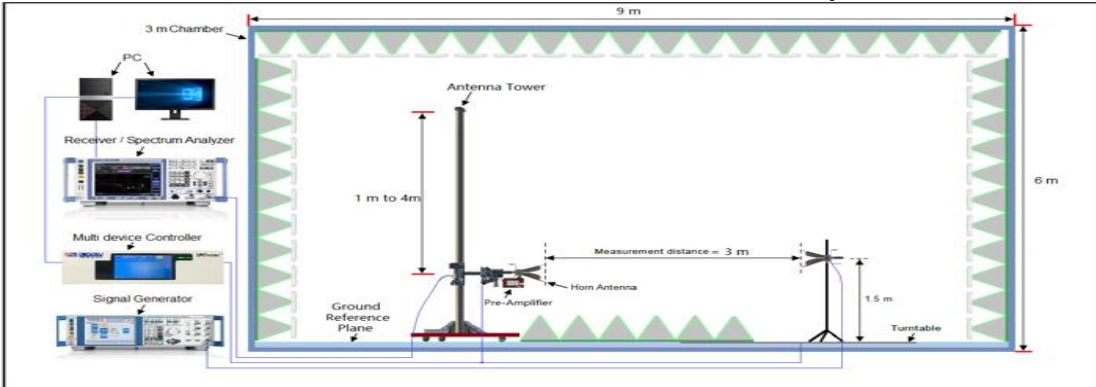 9 m
3 m Chamber
PC
Antenna Tower
Receiver / Spectrum Analyzer
6 m
1 m to 4m
Multi device Controller
Measurement distance = 3 m
Horn Antenna
Pre-Amplifier
1.5 m
Signal Generator
Ground
Reference
Plane
Turntable